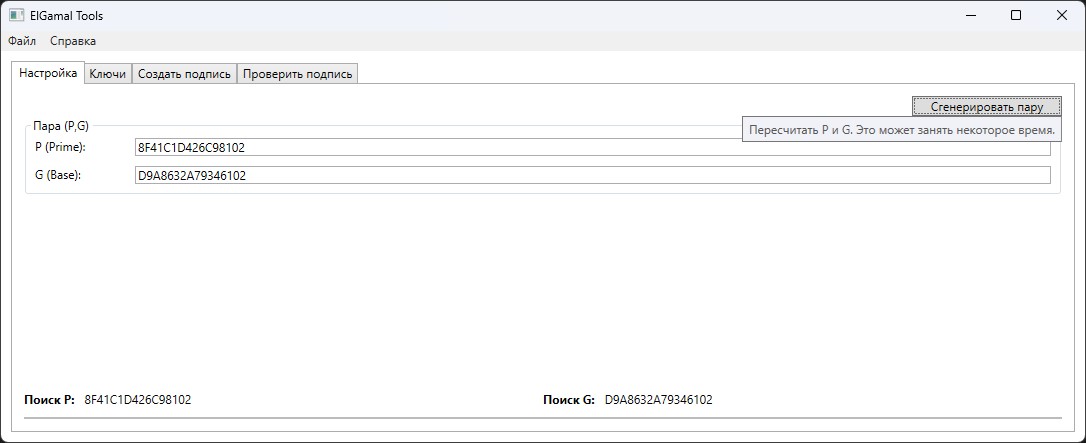 ElGamal Tools
Файл Справка
Настройка Ключи Создать подпись Проверить подпись
Сгенерировать пару
Пара (P,G)
Пересчитать P и G. Это может занять некоторое время.
P (Prime): 8F41C1D426C98102
G (Base): D9A8632A79346102
Поиск P: 8F41C1D426C98102 Поиск G: D9A8632A79346102